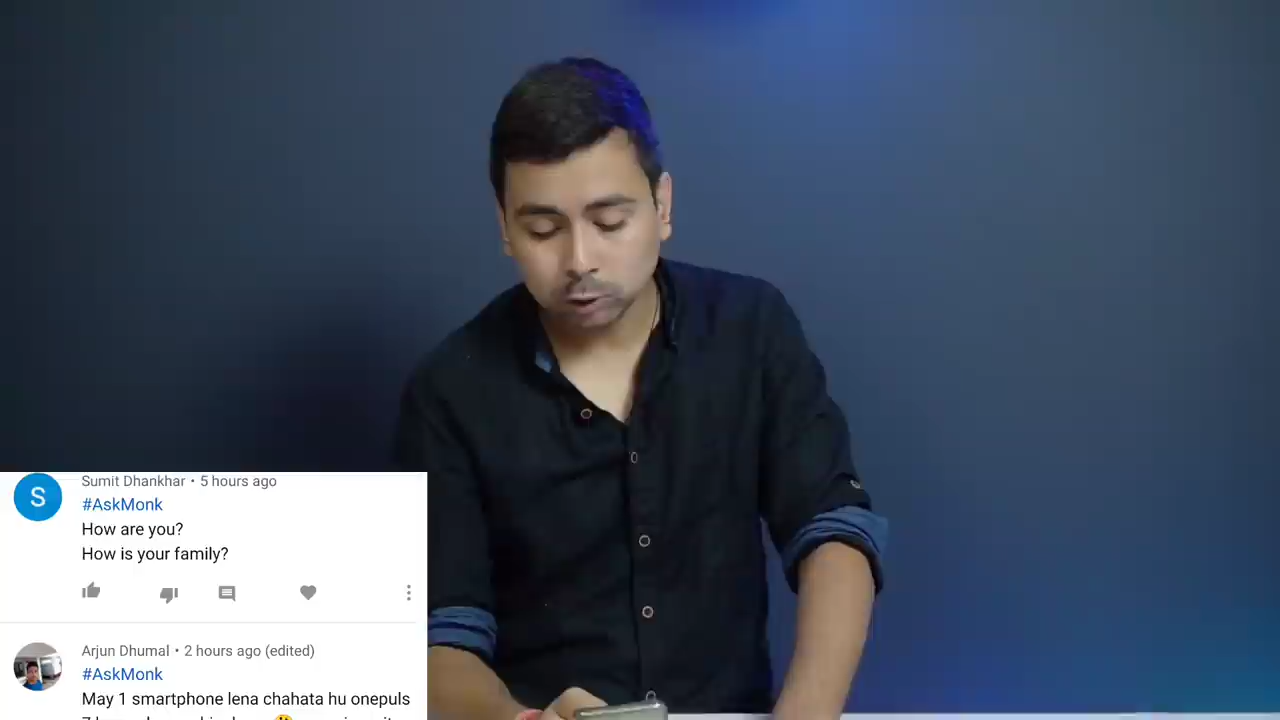 S
Sumit Dhankhar • 5 hours ago
#AskMonk
How are you?
How is your family?
Arjun Dhumal • 2 hours ago (edited)
#AskMonk
May 1 smartphone lena chahata hu onepuls